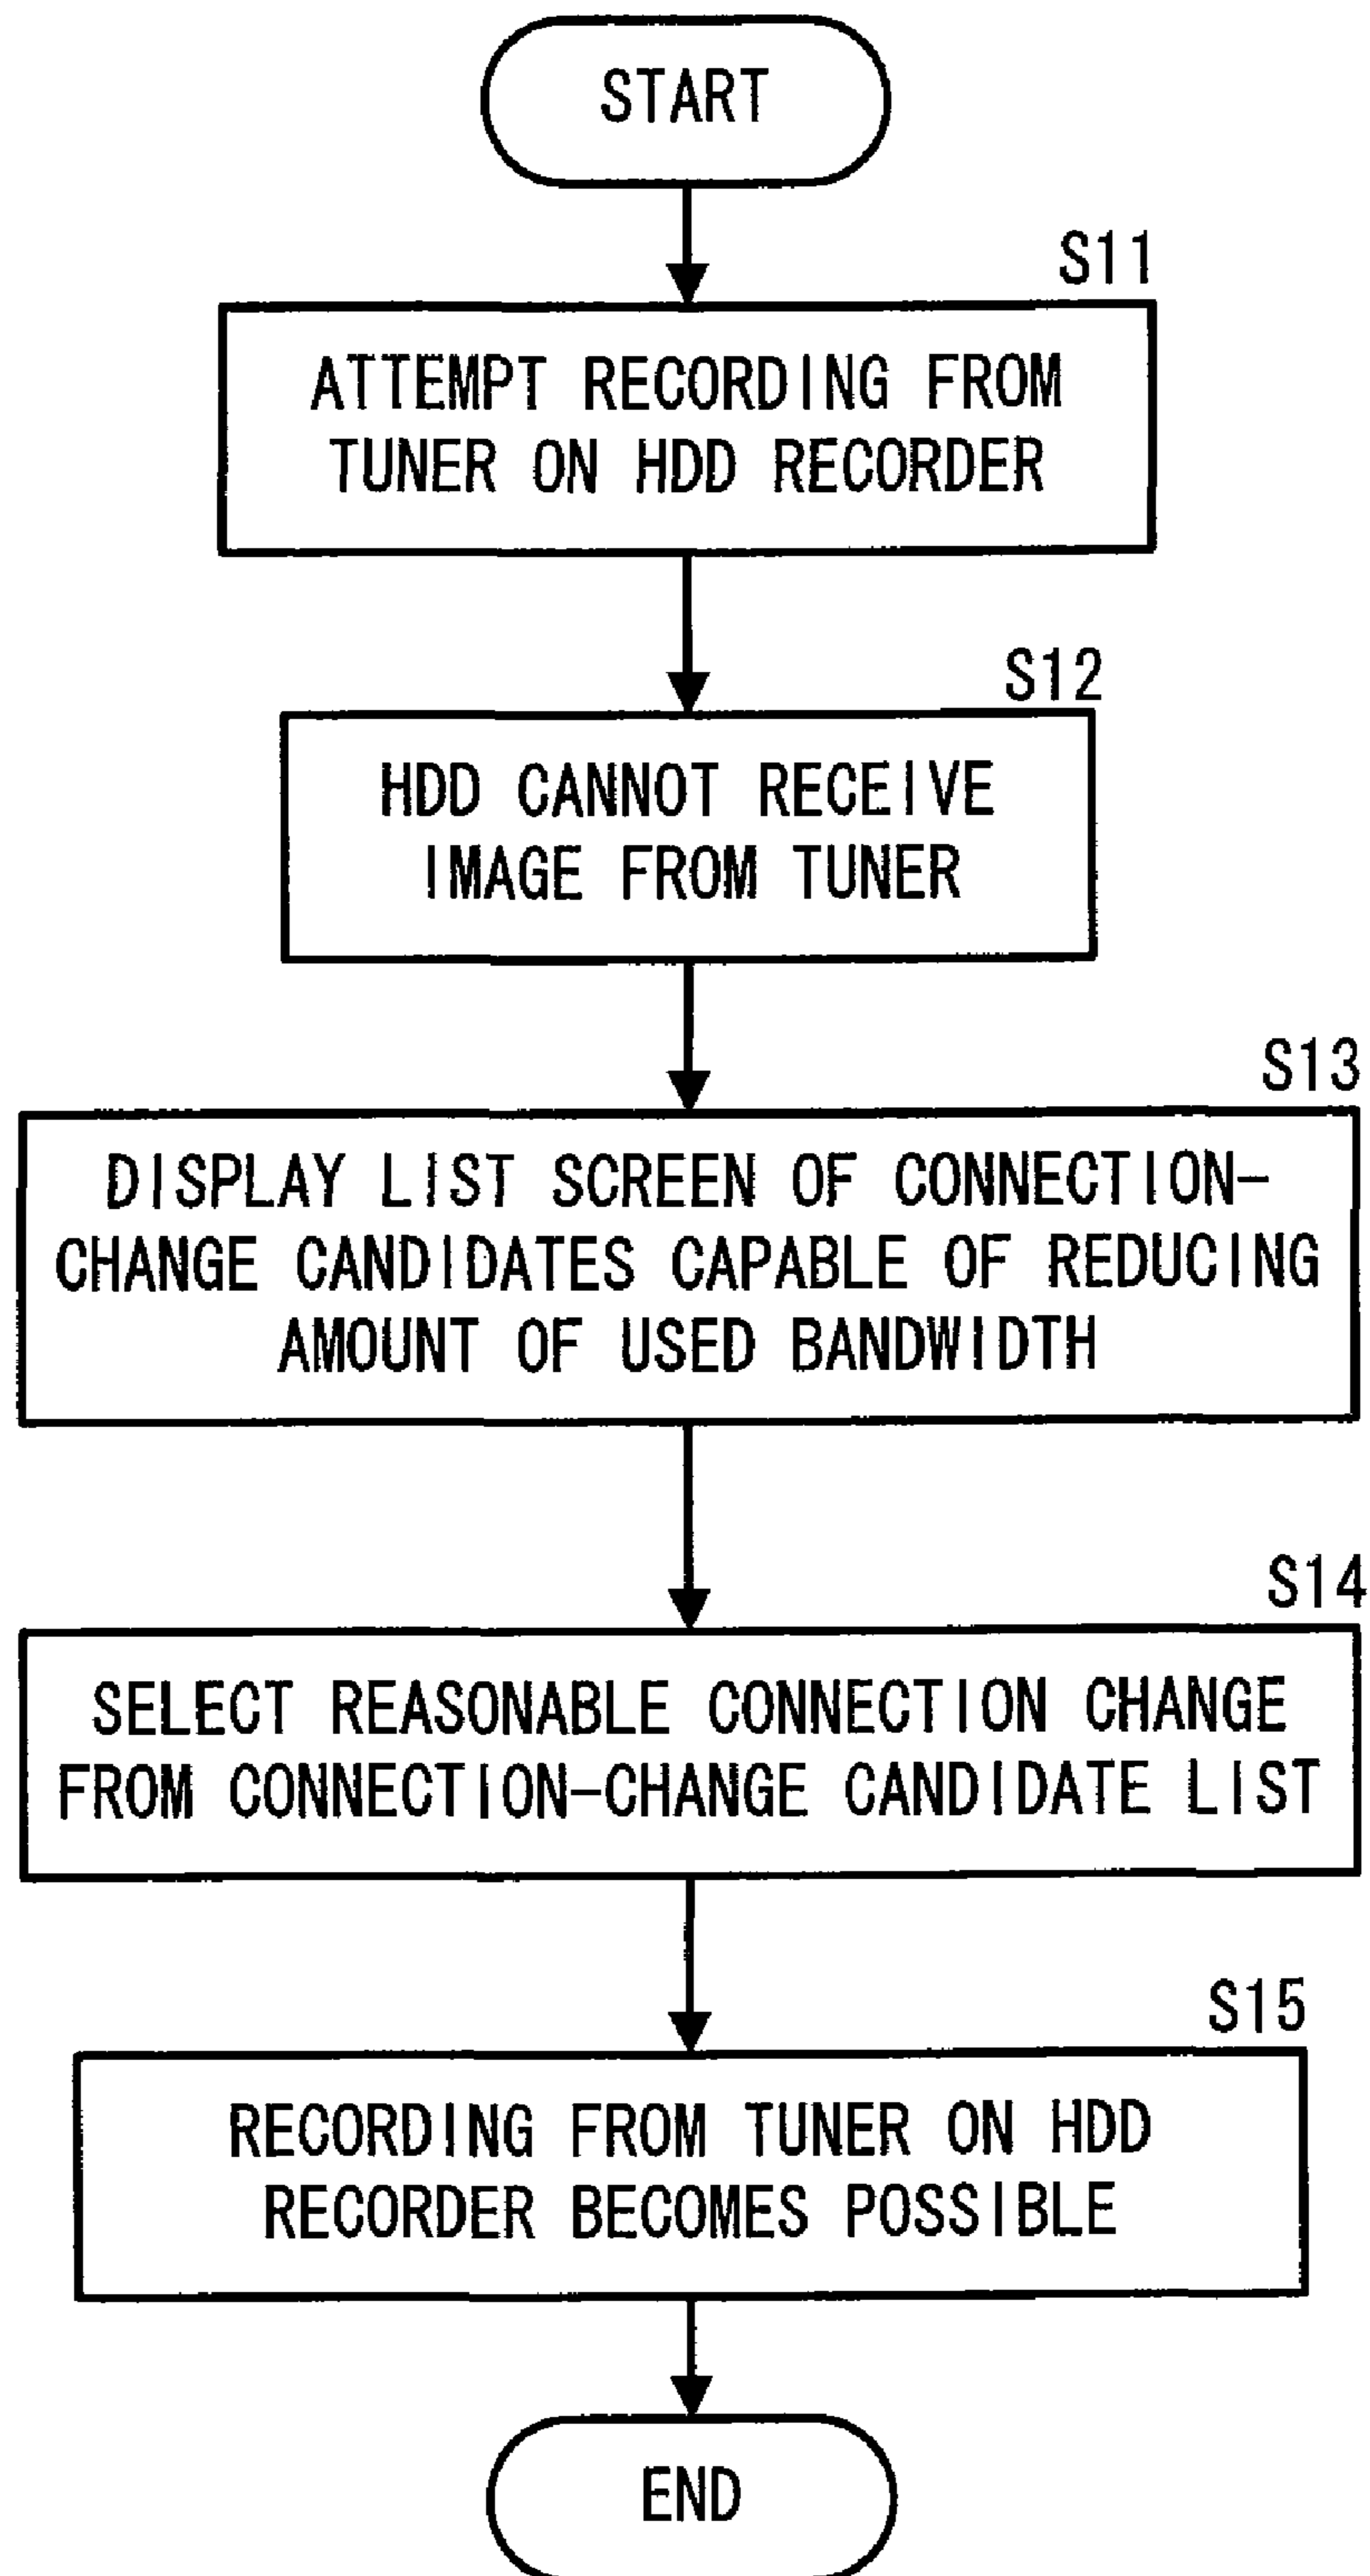 START
S11
ATTEMPT RECORDING FROM
TUNER ON HDD RECORDER
S12
HDD CANNOT RECEIVE
IMAGE FROM TUNER
S13
DISPLAY LIST SCREEN OF CONNECTION-
CHANGE CANDIDATES CAPABLE OF REDUCING
AMOUNT OF USED BANDWIDTH
S14
SELECT REASONABLE CONNECTION CHANGE
FROM CONNECTION-CHANGE CANDIDATE LIST
S15
RECORDING FROM TUNER ON HDD
RECORDER BECOMES POSSIBLE
END